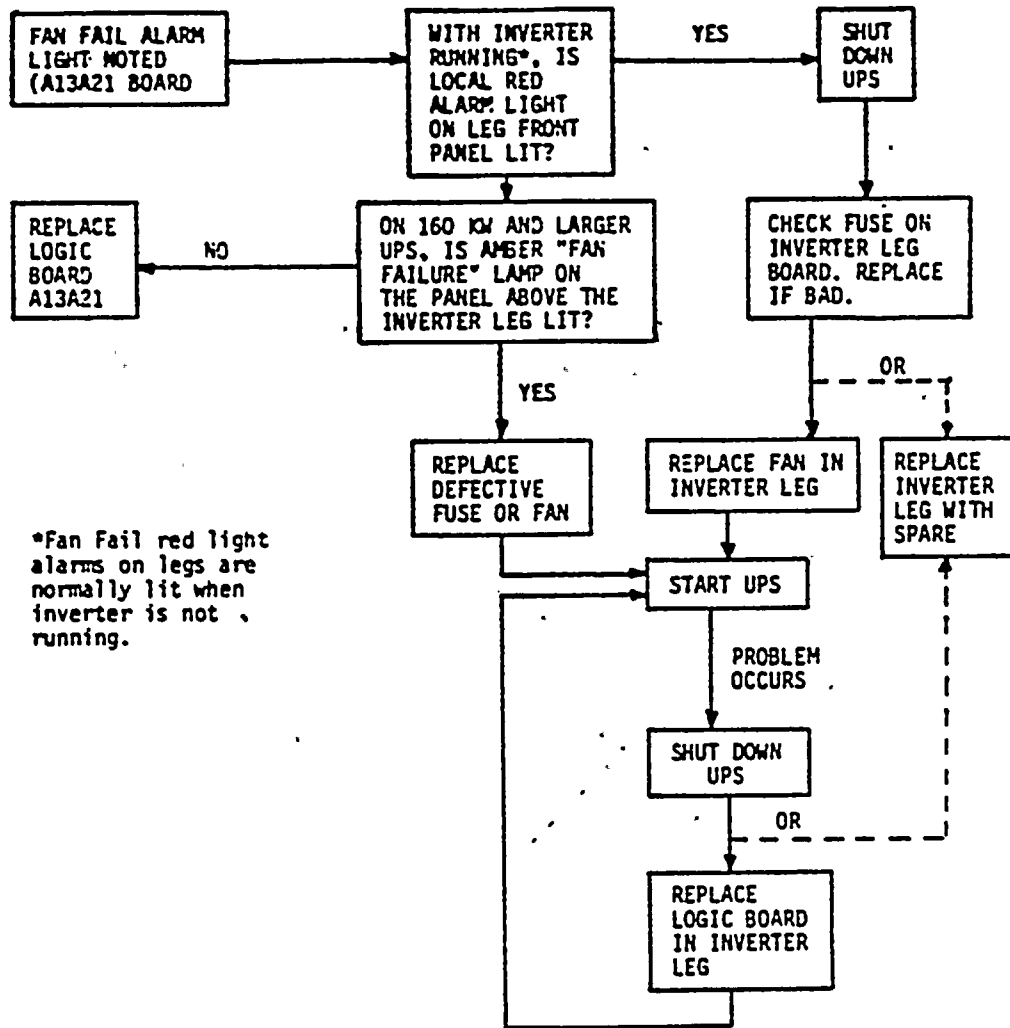 FAN FAIL ALARM
LIGHT NOTED
(A13A21 BOARD
WITH INVERTER
RUNNING*, IS
LOCAL RED
ALARM LIGHT
ON LEG FRONT
PANEL LIT?
YES
SHUT
DOWN
UPS
REPLACE
LOGIC
BOARD
A13A21
NO
ON 160 KW AND LARGER
UPS, IS AMBER "FAN
FAILURE" LAMP ON
THE PANEL ABOVE THE
INVERTER LEG LIT?
CHECK FUSE ON
INVERTER LEG
BOARD. REPLACE
IF BAD.
YES
OR
REPLACE
DEFECTIVE
FUSE OR FAN
REPLACE FAN IN
INVERTER LEG
REPLACE
INVERTER
LEG WITH
SPARE
*Fan Fail red light
alarms on legs are
normally lit when
inverter is not
running.
START UPS
PROBLEM
OCCURS
SHUT DOWN
UPS
OR
REPLACE
LOGIC BOARD
IN INVERTER
LEG